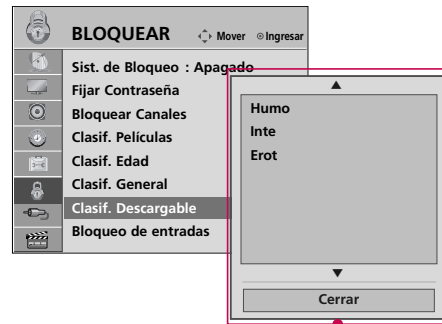 BLOQUEAR
Mover
Ingresar
Sist. de Bloqueo : Apagado
Fijar Contraseña
Bloquear Canales
Clasif. Películas
Clasif. Edad
Clasif. General
Clasif. Descargable
Bloqueo de entradas
Humo
Inte
Erot
Cerrar